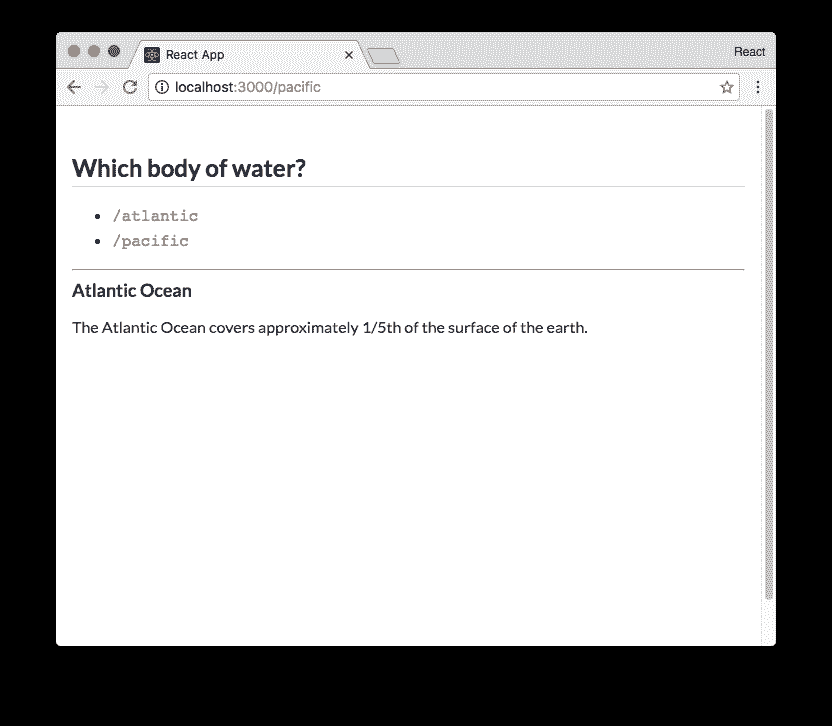 React App
React
localhost:3000/pacific
Which body of water?
/atlantic
/pacific
Atlantic Ocean
The Atlantic Ocean covers approximately 1/5th of the surface of the earth.